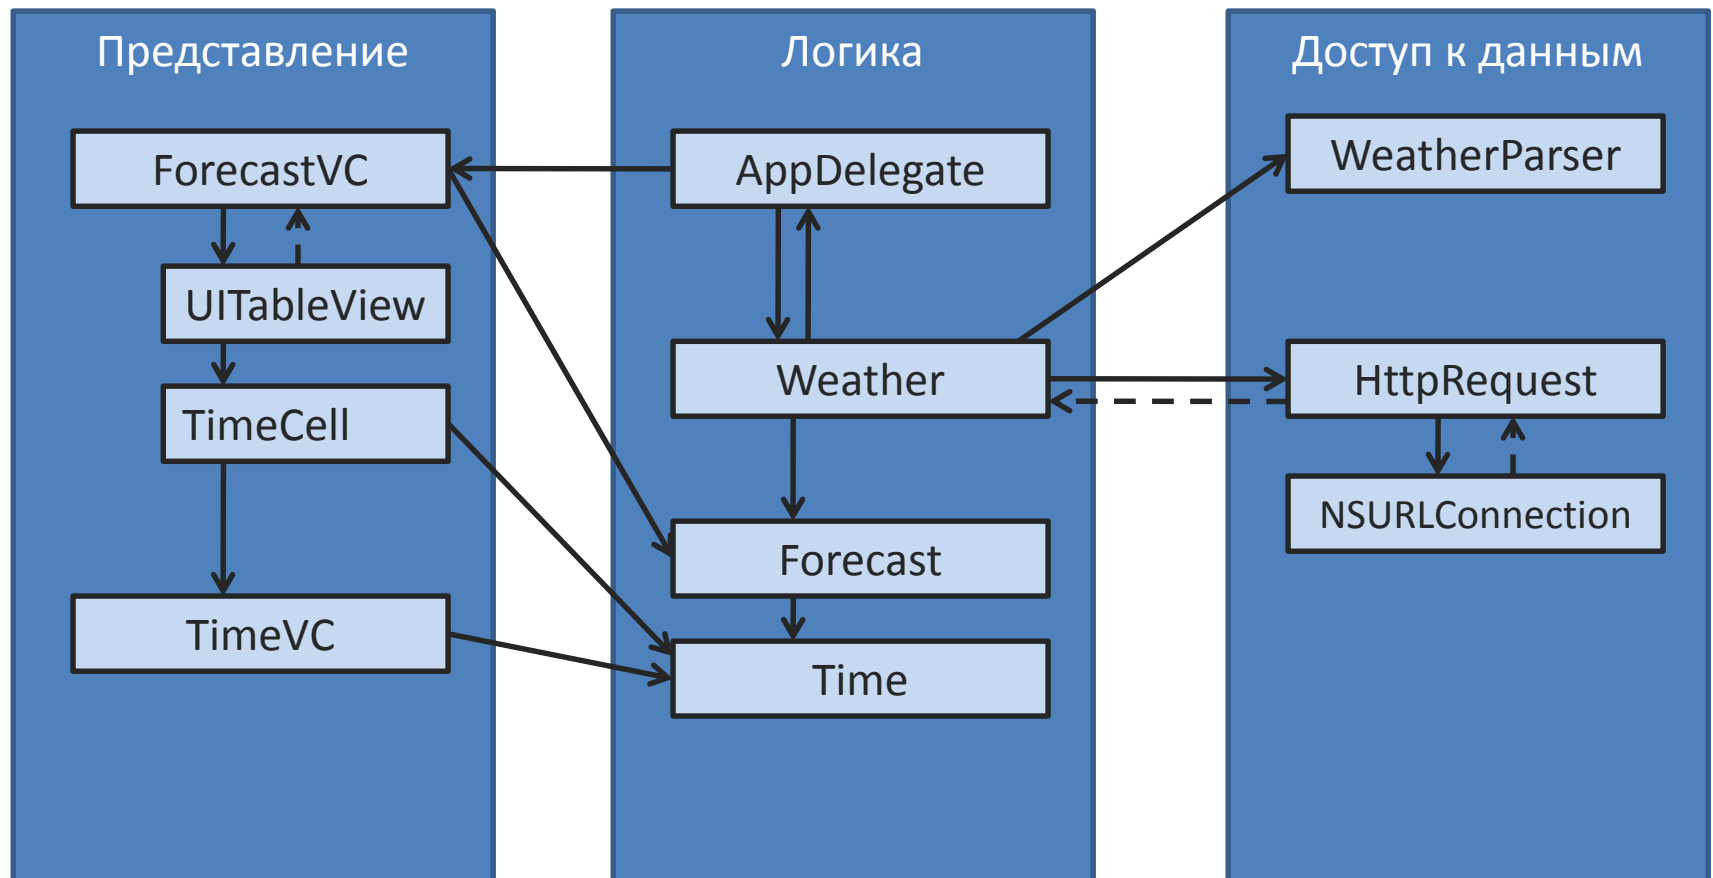 Представление
ForecastVC
UITableView
TimeCell
TimeVC
Логика
AppDelegate
Weather
Forecast
Time
Доступ к данным
WeatherParser
HttpRequest
NSURLConnection